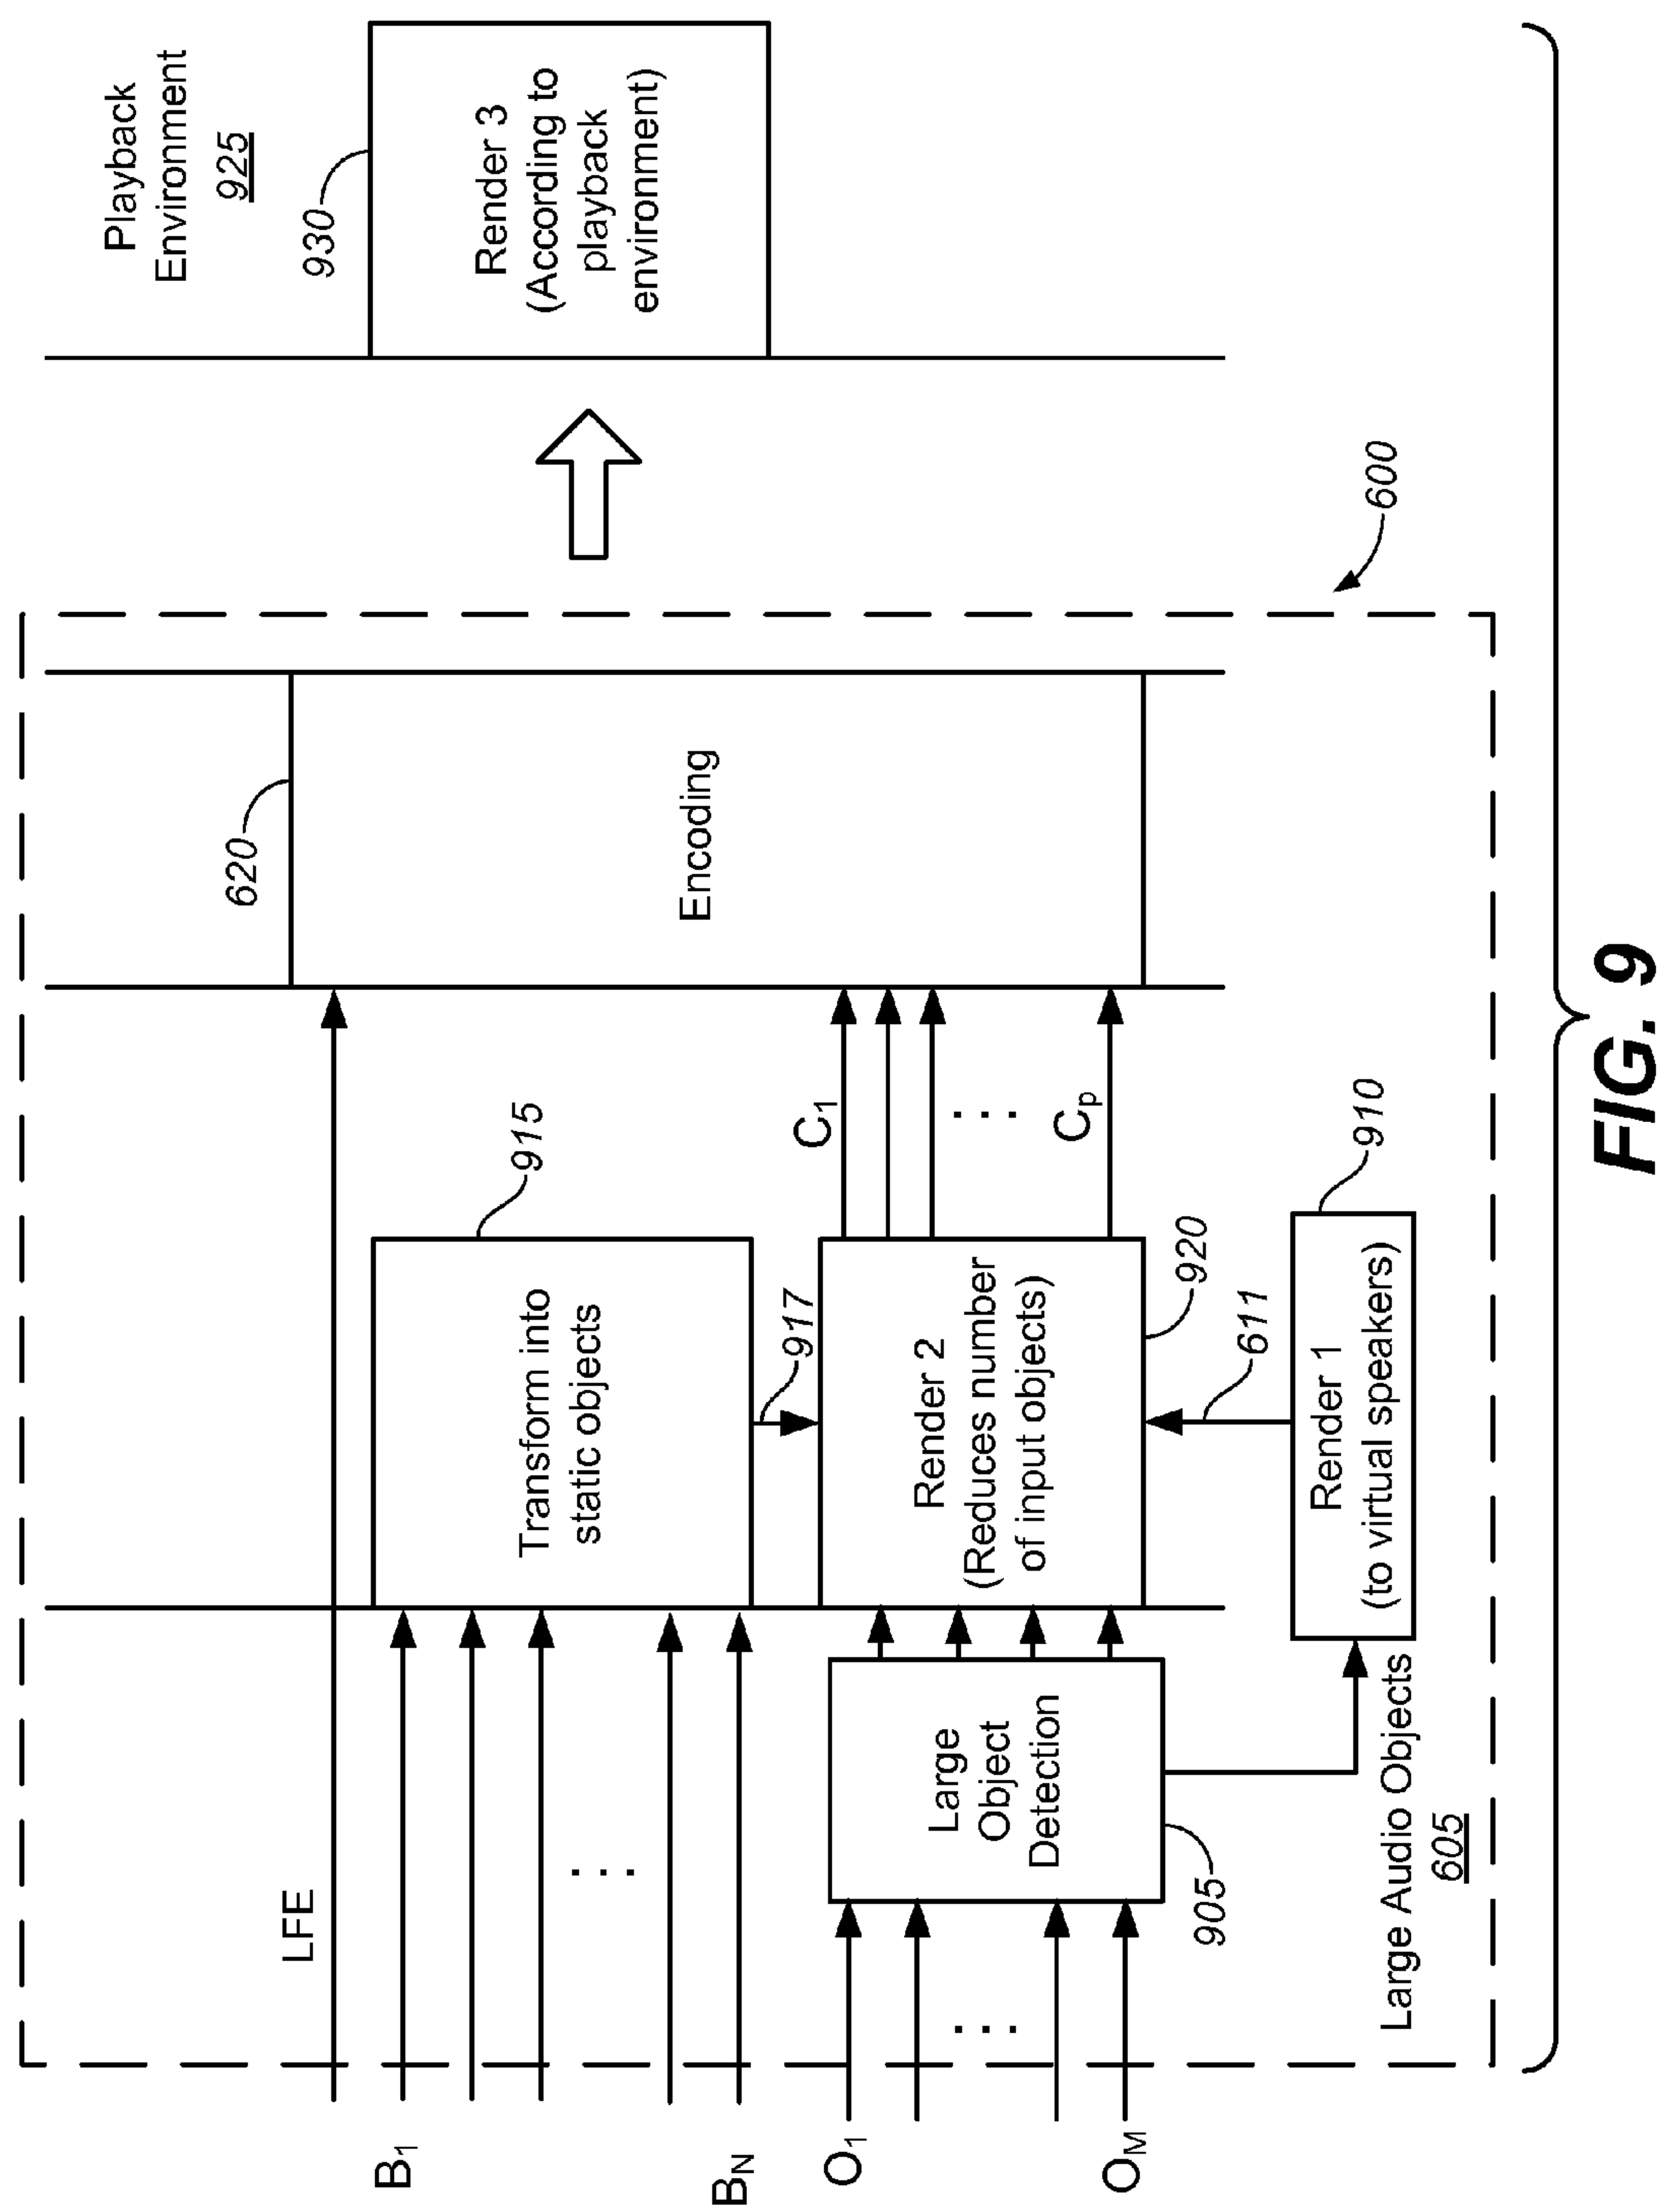 LFE
B1
BN
O1
OM
Transform into
static objects
915
917
Large
Object
Detection
905
Render 2
(Reduces number
of input objects)
920
611
Render 1
(to virtual speakers)
910
Large Audio Objects
605
C1
. . .
Cp
. . .
. . .
620
Encoding
600
Playback
Environment
925
930
Render 3
(According to
playback
environment)
FIG. 9